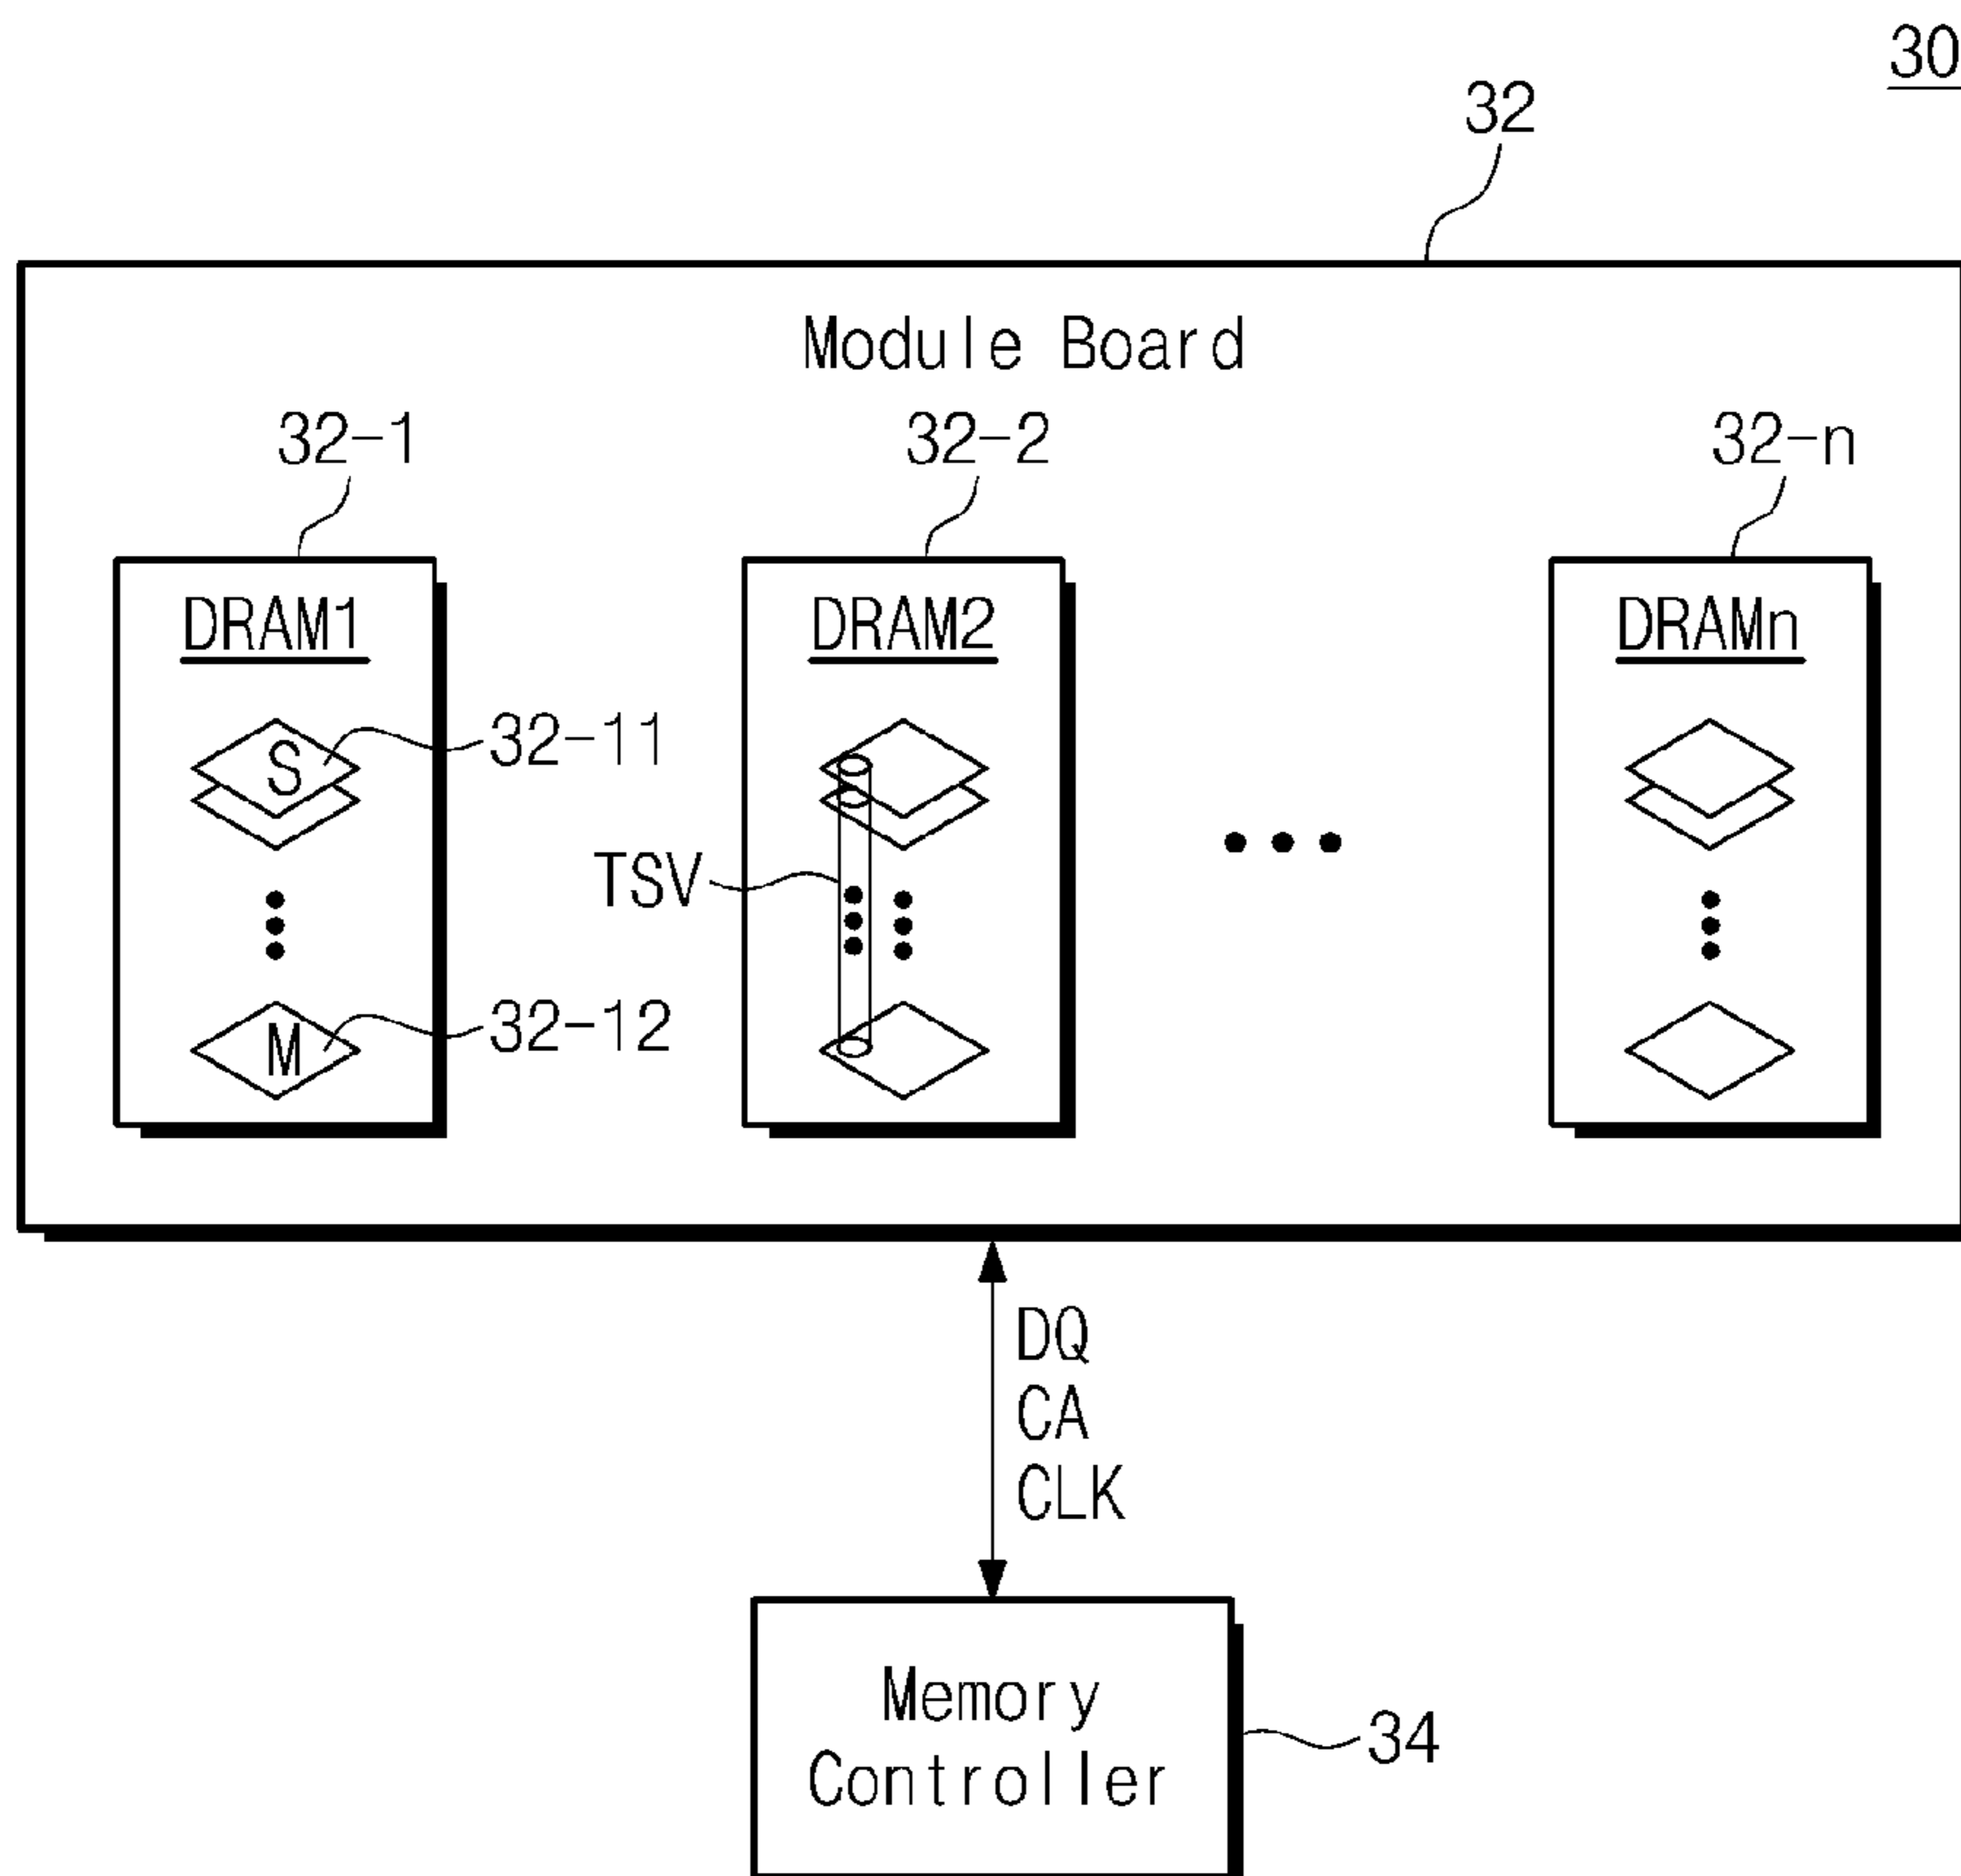 30
32
Module Board
32-1
32-2
32-n
DRAM1
DRAM2
DRAMn
S
32-11
TSV
M
32-12
DQ
CA
CLK
Memory
Controller
34